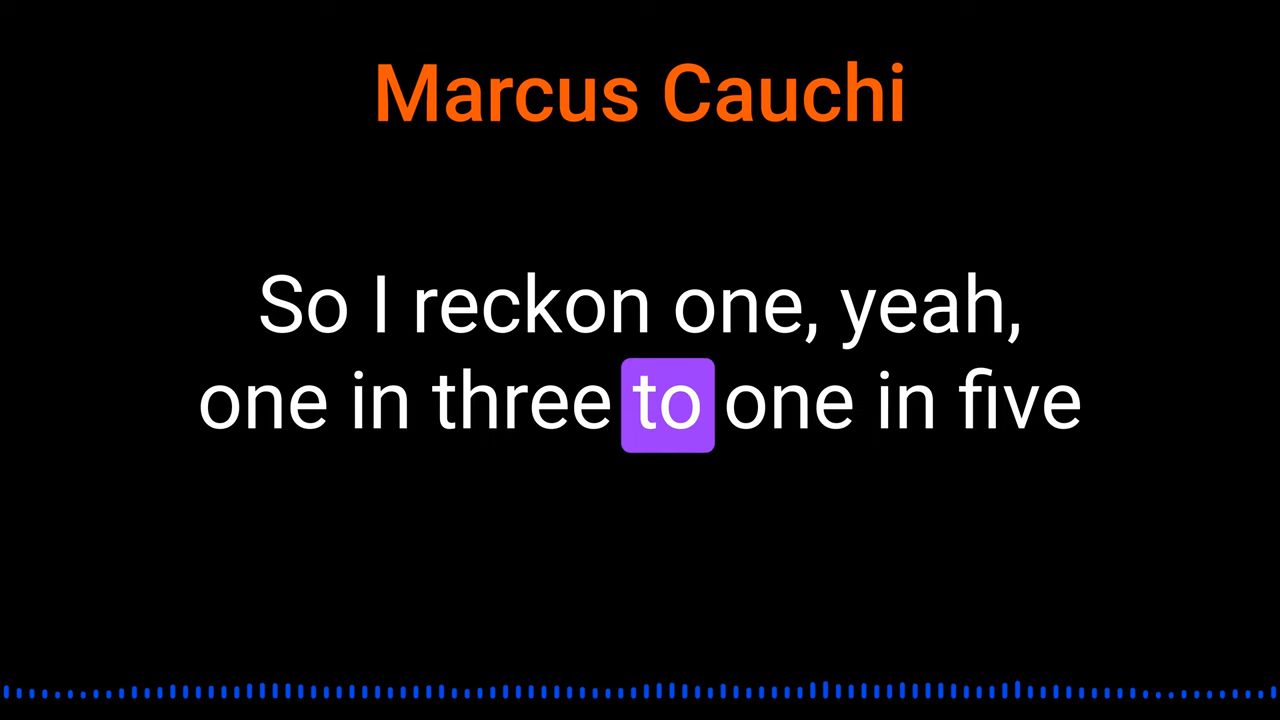 Marcus Cauchi
So I reckon one, yeah,
one in three to one in five